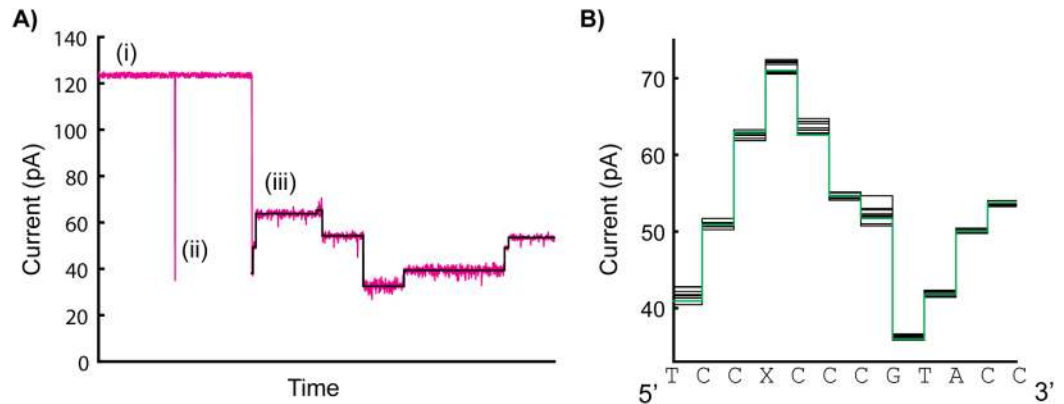 A)
Current (pA)
140
120
100
80
60
40
20
0
(i)
(ii)
(iii)
Time
B)
Current (pA)
70
60
50
40
5' T C C X C C C G T A C C 3'